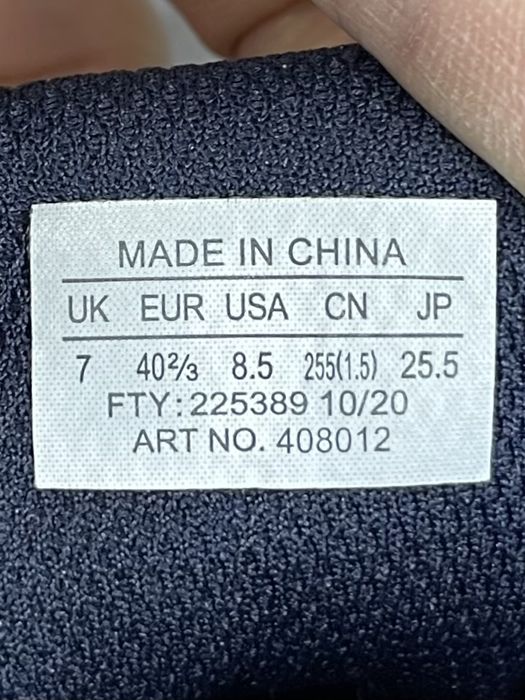 MADE IN CHINA
UK EUR USA CN JP
7 40⅔ 8.5 255(1.5) 25.5
FTY: 225389 10/20
ART NO. 408012